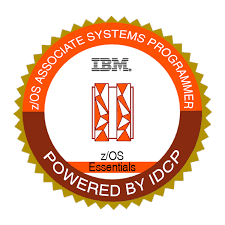 z/OS ASSOCIATE SYSTEMS PROGRAMMER
IBM.
z/OS
Essentials
POWERED BY IDCP